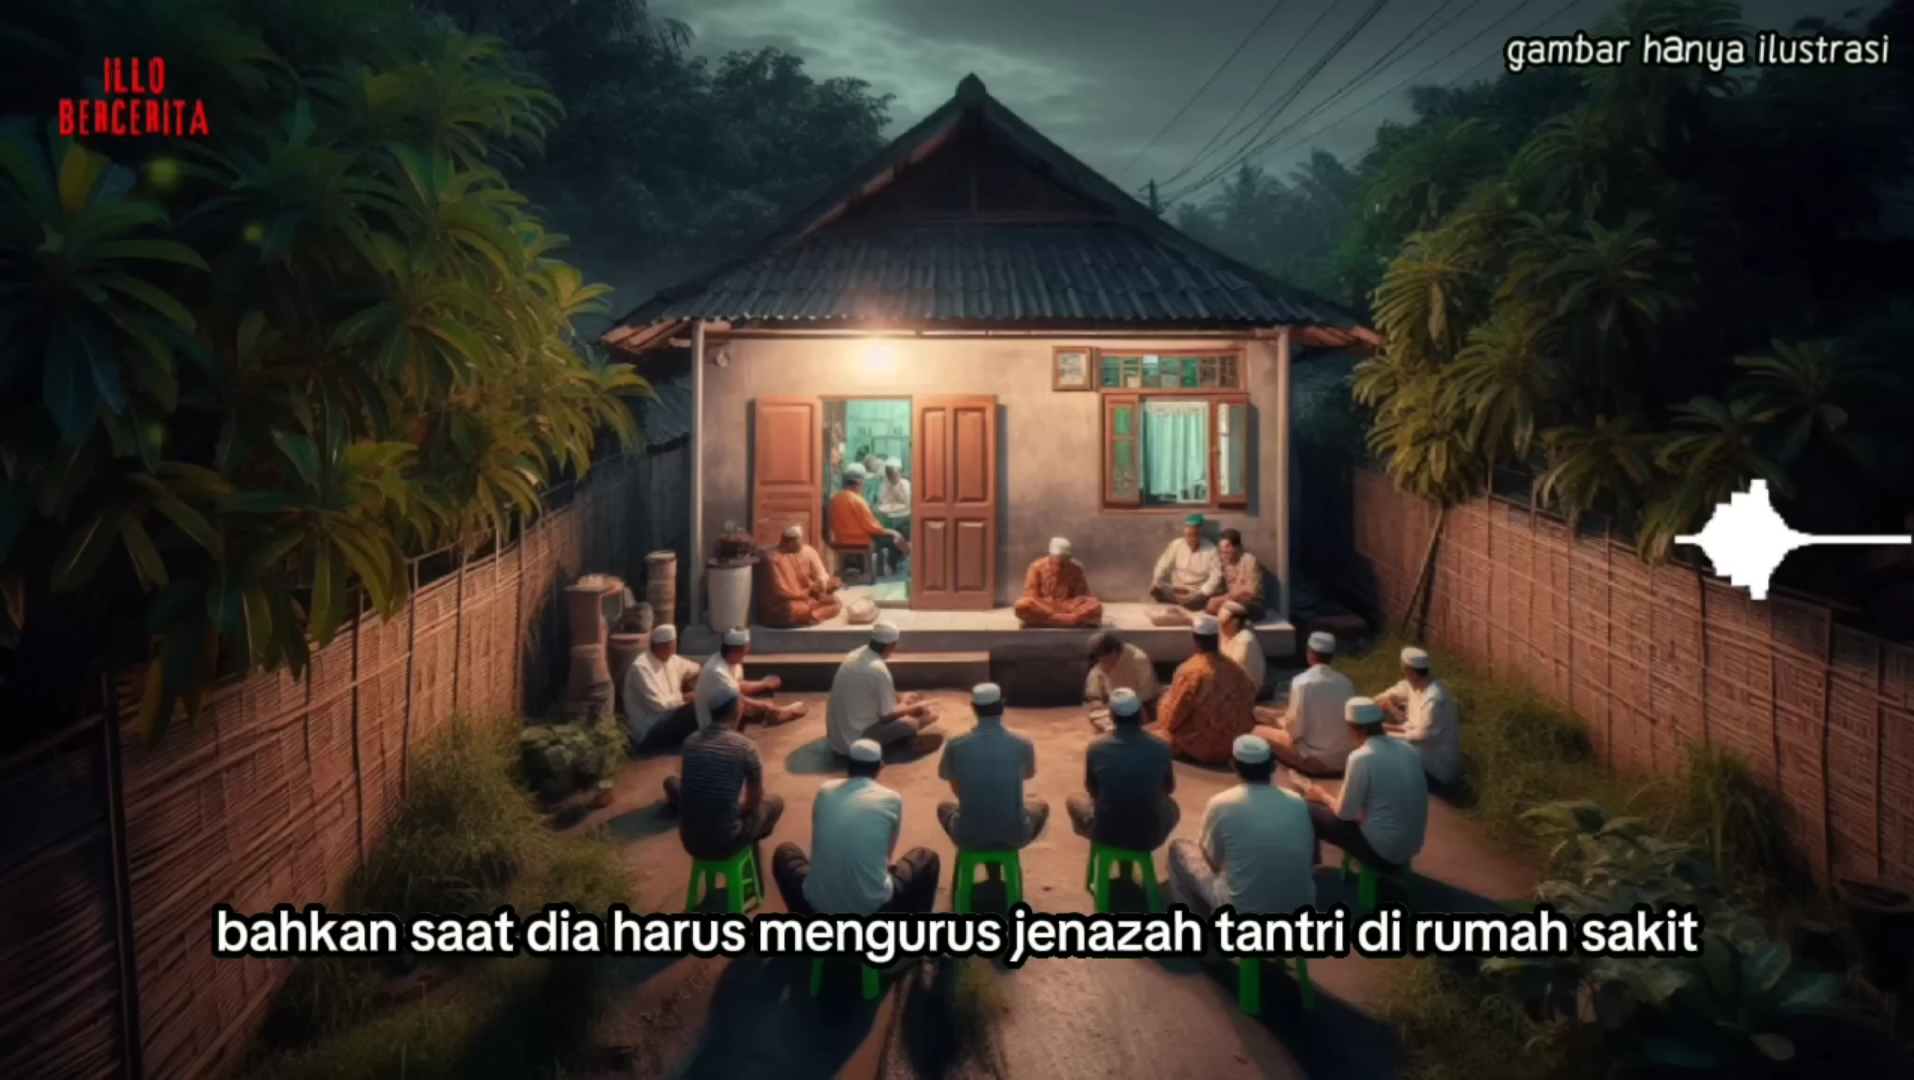 ILLO
BERCERITA
gambar hanya ilustrasi
bahkan saat dia harus mengurus jenazah tantri di rumah sakit